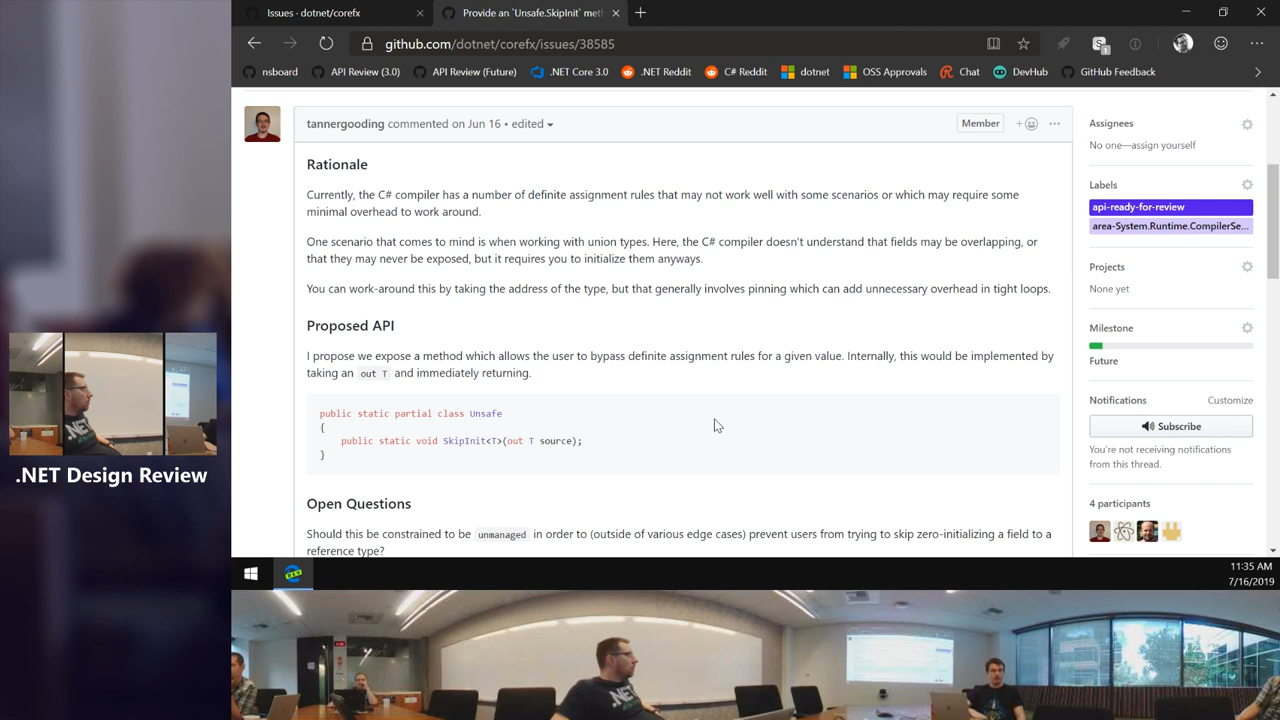 Issues · dotnet/corefx
Provide an `Unsafe.SkipInit` meth
github.com/dotnet/corefx/issues/38585
nsboard
API Review (3.0)
API Review (Future)
.NET Core 3.0
.NET Reddit
C# Reddit
dotnet
OSS Approvals
Chat
DevHub
GitHub Feedback
tannergooding commented on Jun 16 • edited
Member
Rationale
Currently, the C# compiler has a number of definite assignment rules that may not work well with some scenarios or which may require some
minimal overhead to work around.
One scenario that comes to mind is when working with union types. Here, the C# compiler doesn't understand that fields may be overlapping, or
that they may never be exposed, but it requires you to initialize them anyways.
You can work-around this by taking the address of the type, but that generally involves pinning which can add unnecessary overhead in tight loops.
Proposed API
I propose we expose a method which allows the user to bypass definite assignment rules for a given value. Internally, this would be implemented by
taking an out T and immediately returning.
public static partial class Unsafe
{
public static void SkipInit<T>(out T source);
}
Open Questions
Should this be constrained to be unmanaged in order to (outside of various edge cases) prevent users from trying to skip zero-initializing a field to a
reference type?
Assignees
No one—assign yourself
Labels
api-ready-for-review
area-System.Runtime.CompilerSe...
Projects
None yet
Milestone
Future
Notifications
Customize
Subscribe
You're not receiving notifications
from this thread.
4 participants
11:35 AM
7/16/2019
.NET Design Review
.NET